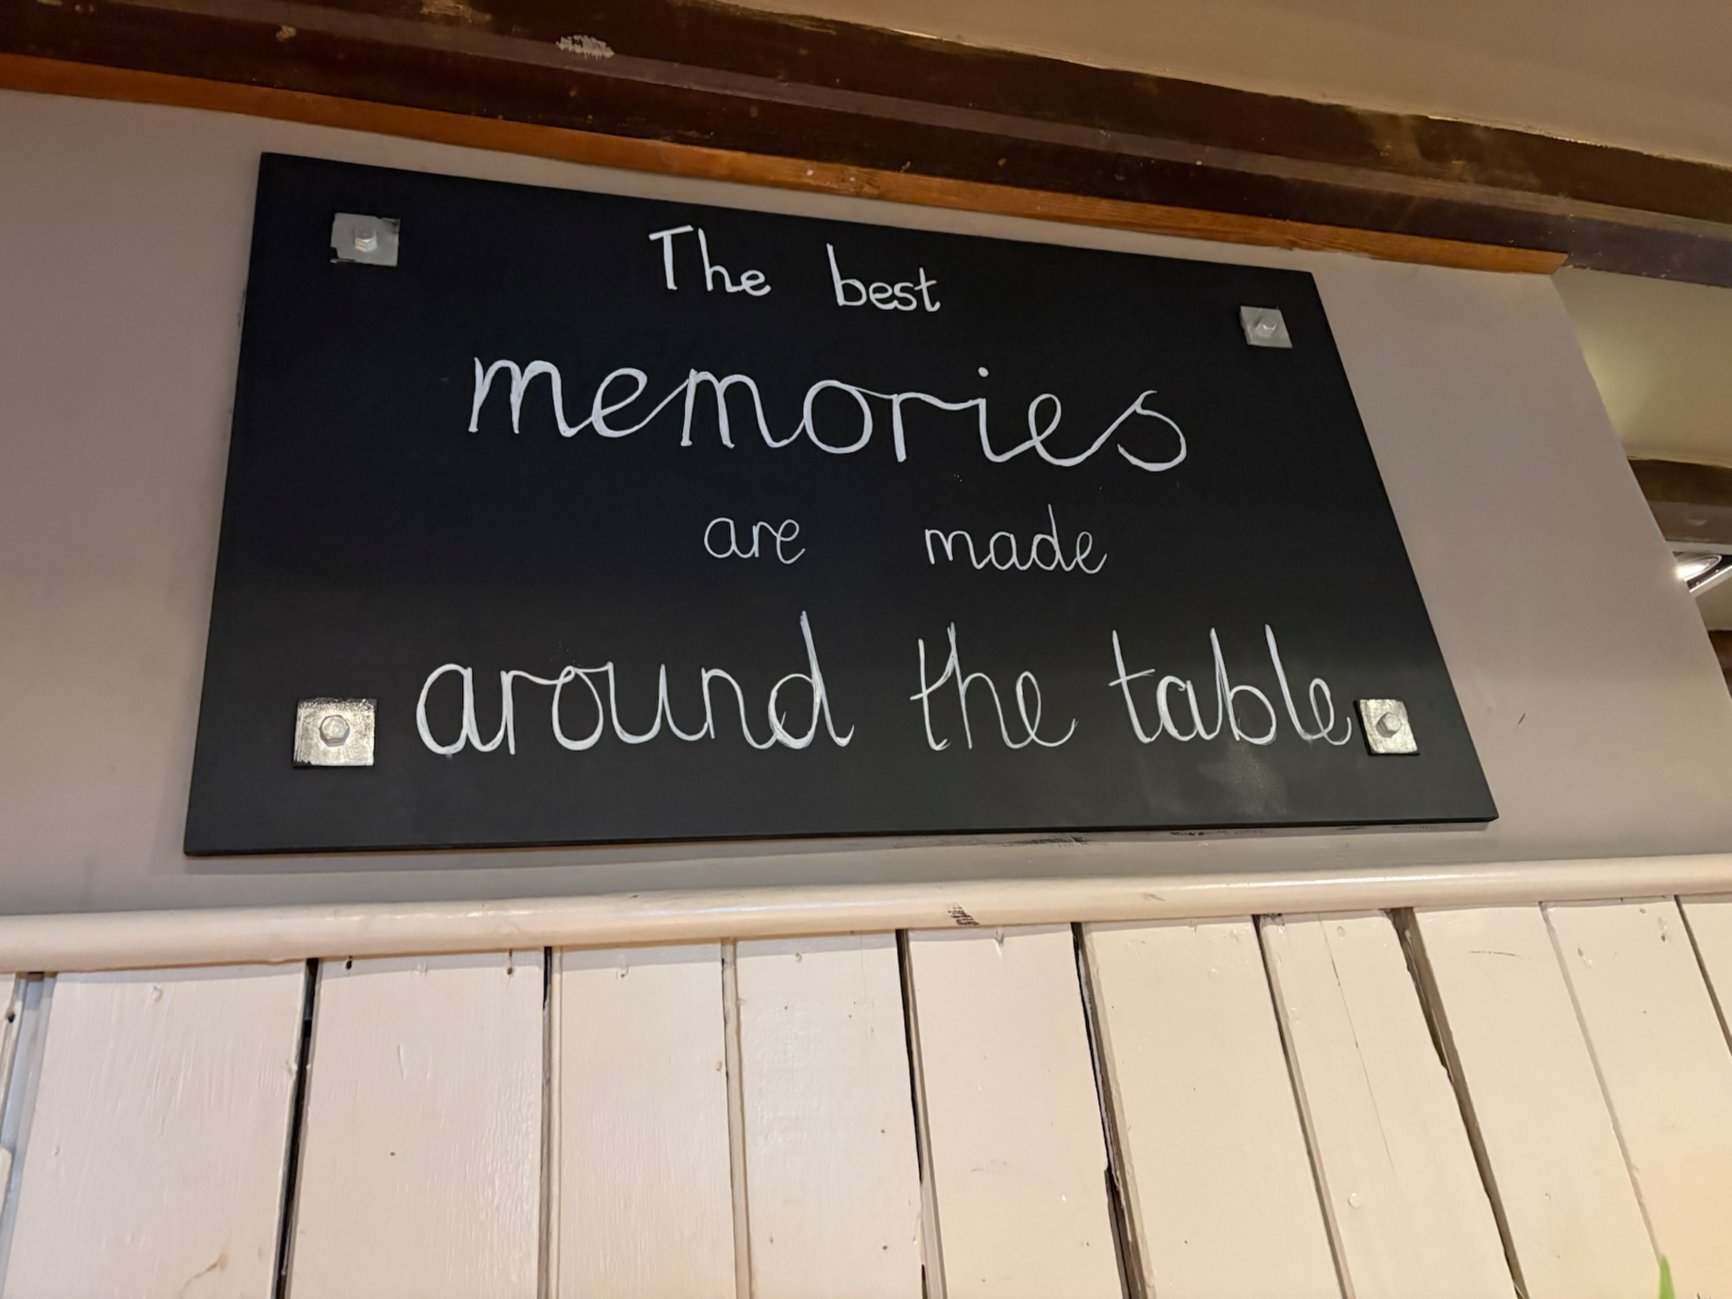 The best
memories
are made
around the table